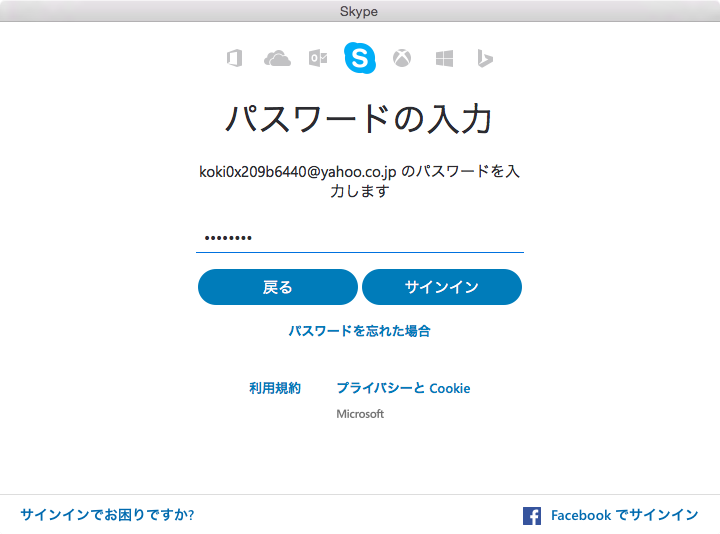 Skype
パスワードの入力
koki0x209b6440@yahoo.co.jp のパスワードを入
力します
••••••••
戻る サインイン
パスワードを忘れた場合
利用規約 プライバシーと Cookie
Microsoft
サインインでお困りですか? Facebook でサインイン